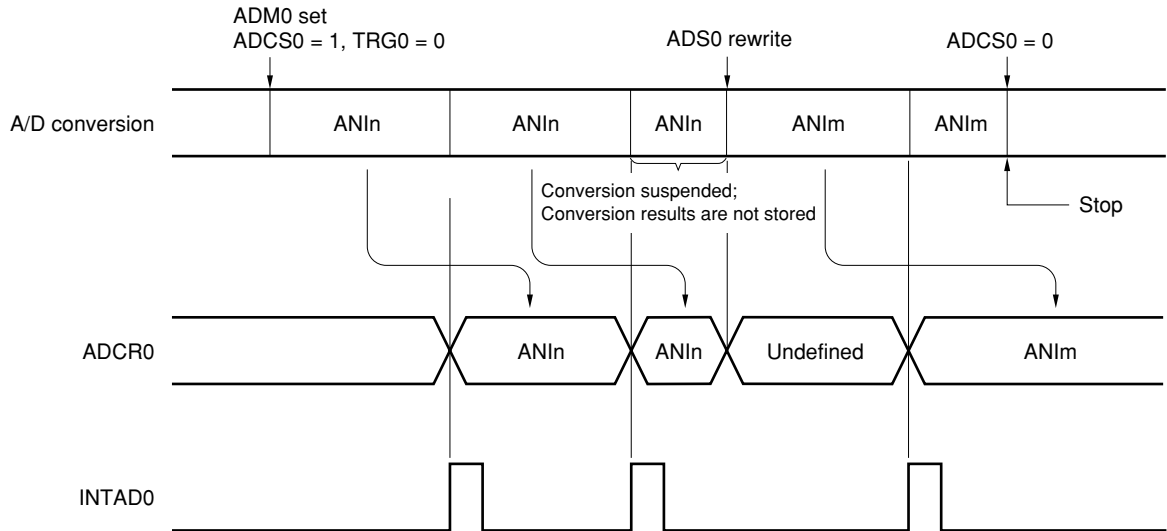 ADM0 set
ADCS0 = 1, TRG0 = 0
ADS0 rewrite
ADCS0 = 0
A/D conversion
ANIn
ANIn
ANIn
ANIm
ANIm
Conversion suspended;
Conversion results are not stored
Stop
ADCR0
ANIn
ANIn
Undefined
ANIm
INTAD0